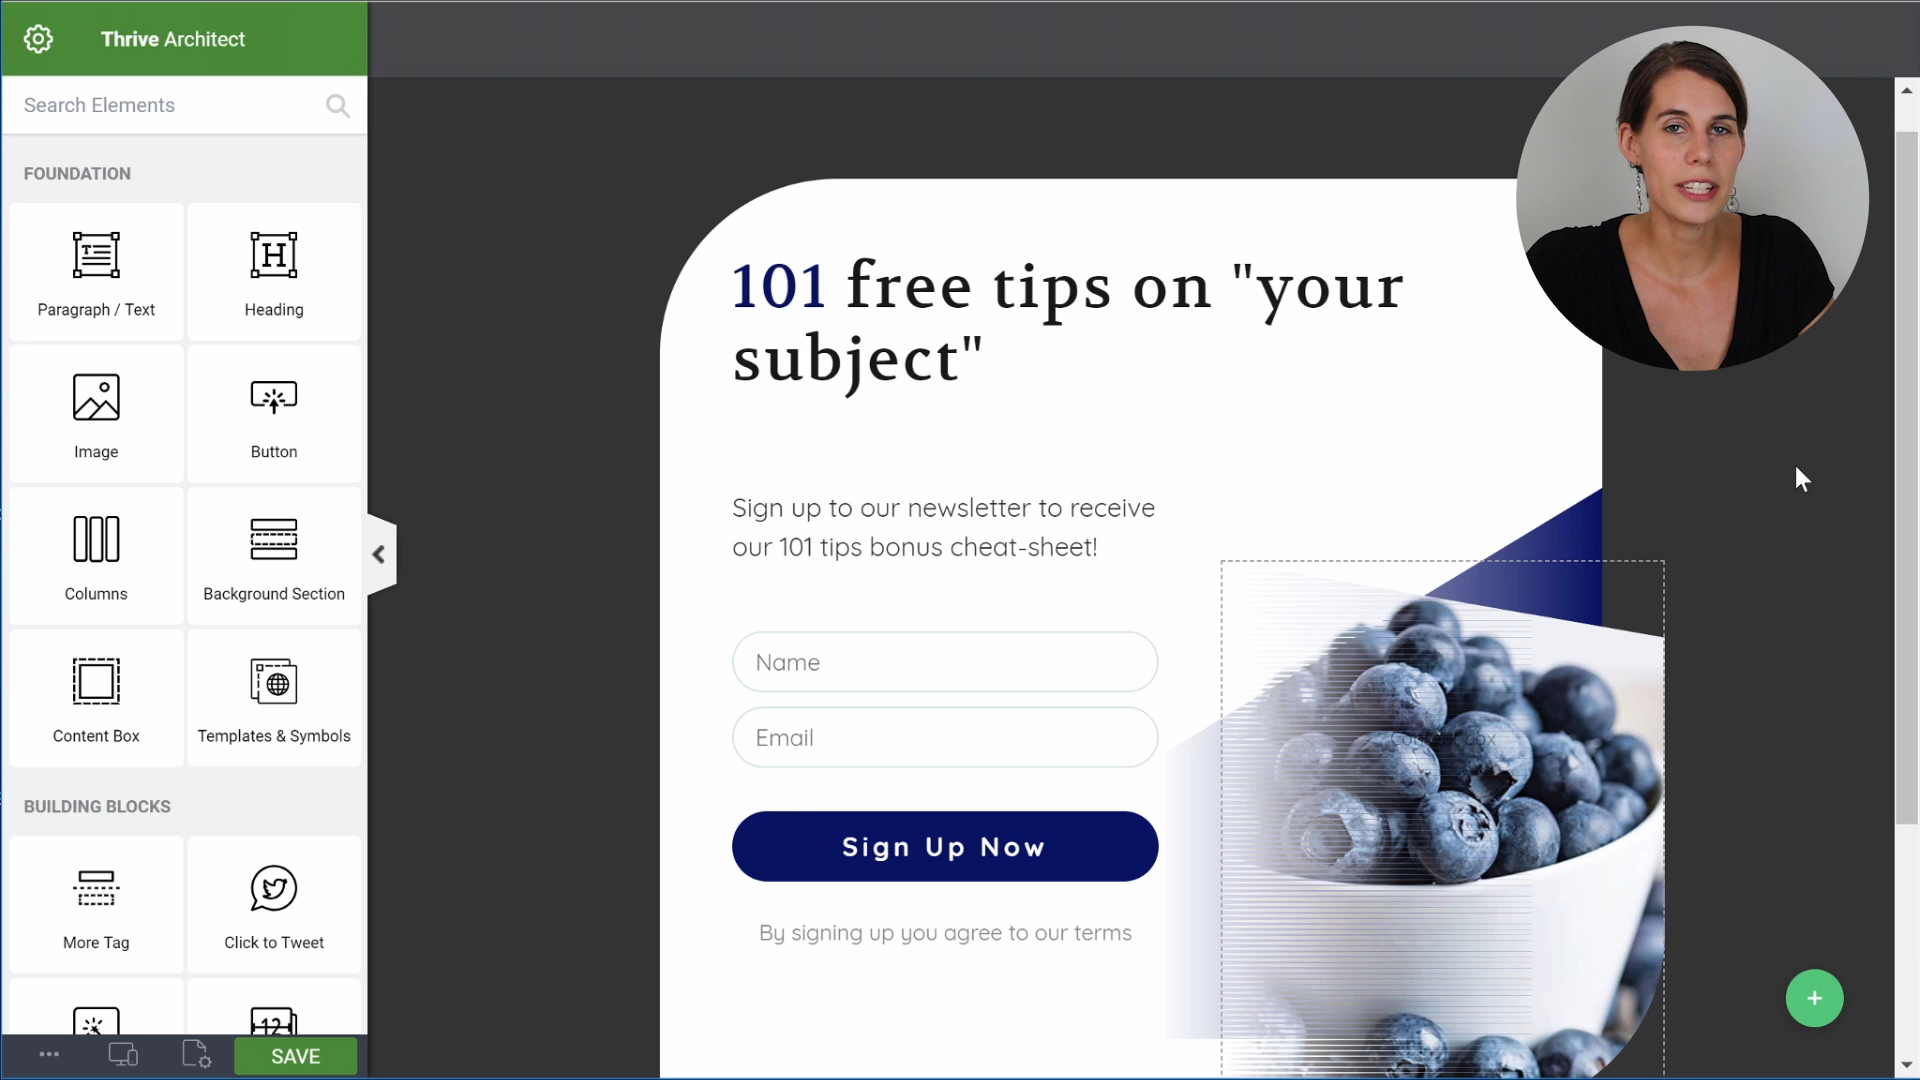 Thrive Architect
Search Elements
FOUNDATION
Paragraph / Text
Heading
Image
Button
Columns
Background Section
Content Box
Templates & Symbols
BUILDING BLOCKS
More Tag
Click to Tweet
12
SAVE
101 free tips on "your
subject"
Sign up to our newsletter to receive
our 101 tips bonus cheat-sheet!
Name
Email
Content Box
Sign Up Now
By signing up you agree to our terms